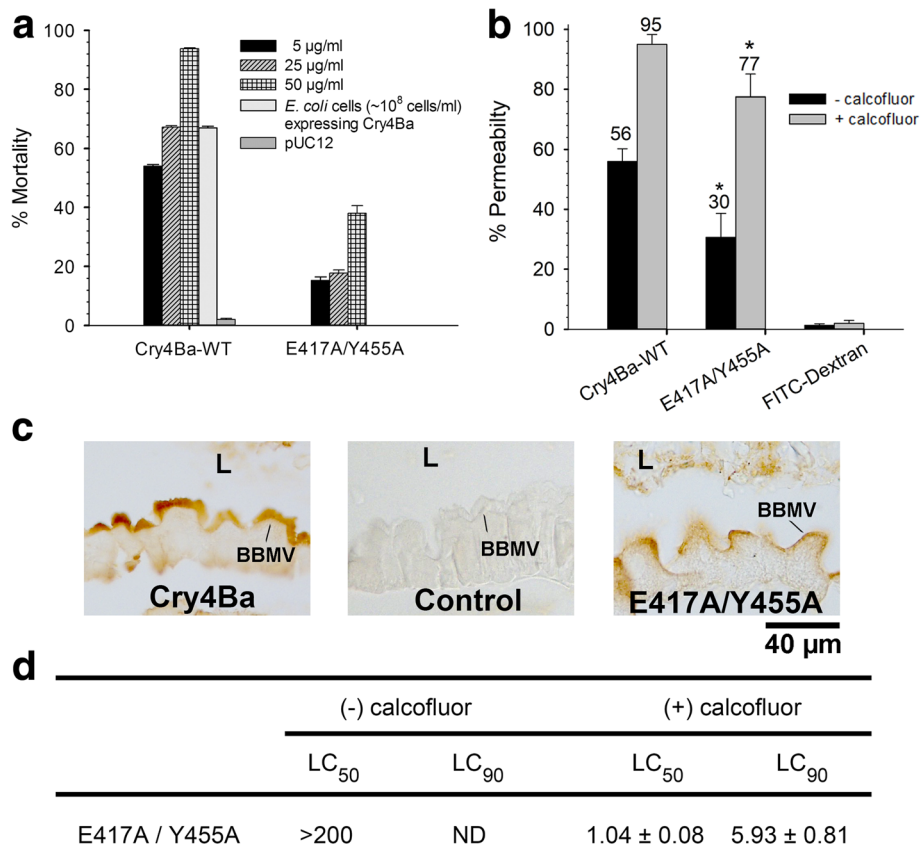 a
100
80
60
40
20
0
% Mortality
5 µg/ml
25 µg/ml
50 µg/ml
E. coli cells (~10⁸ cells/ml)
expressing Cry4Ba
pUC12
Cry4Ba-WT
E417A/Y455A
b
100
80
60
40
20
0
% Permeabilty
56
95
*
30
*
77
- calcofluor
+ calcofluor
Cry4Ba-WT
E417A/Y455A
FITC-Dextran
c
L
BBMV
Cry4Ba
L
BBMV
Control
L
BBMV
E417A/Y455A
40 µm
d
(-) calcofluor (+) calcofluor
LC₅₀ LC₉₀ LC₅₀ LC₉₀
E417A / Y455A >200 ND 1.04 ± 0.08 5.93 ± 0.81